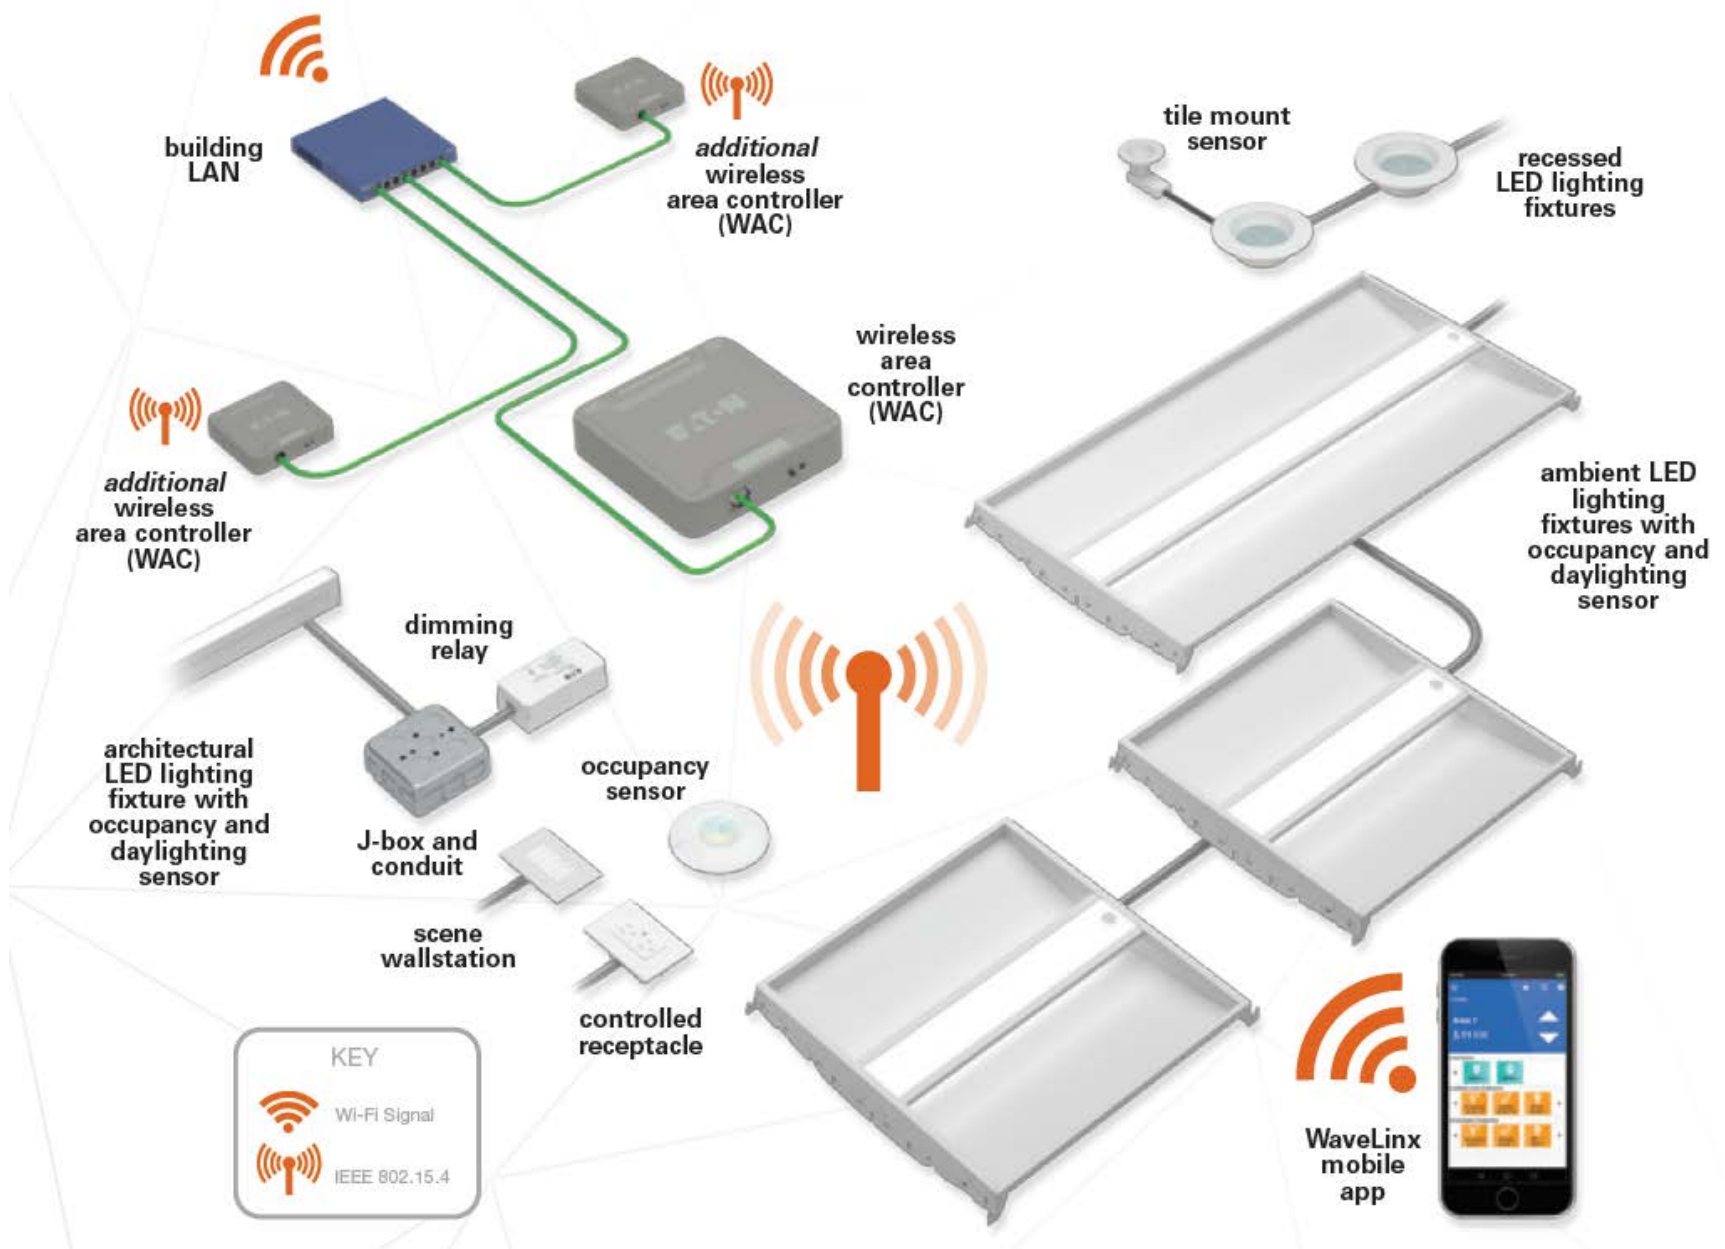 building
LAN
additional
wireless
area controller
(WAC)
tile mount
sensor
recessed
LED lighting
fixtures
wireless
area
controller
(WAC)
EATON
additional
wireless
area controller
(WAC)
ambient LED
lighting
fixtures with
occupancy and
daylighting
sensor
dimming
relay
architectural
LED lighting
fixture with
occupancy and
daylighting
sensor
occupancy
sensor
J-box and
conduit
scene
wallstation
controlled
receptacle
KEY
Wi-Fi Signal
IEEE 802.15.4
WaveLinx
mobile
app